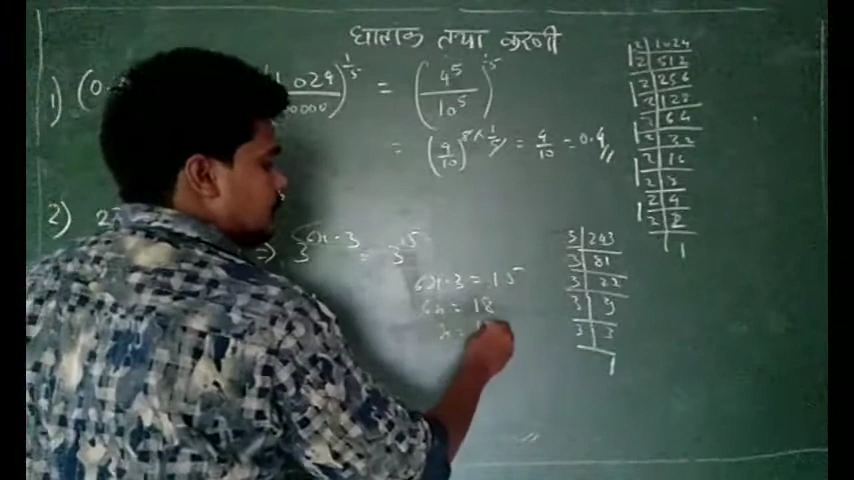 घातांक तथा करणी
1) (0. 1024)^{1/5} = (4^5 / 10^5)^{1/5}
= (4/10)^{5×1/5} = 4/10 = 0.4
2) 2
⇒ 3^{6x-3} = 3^{15}
6x-3 = 15
6x = 18
x =
2 | 1024
2 | 512
2 | 256
2 | 128
2 | 64
2 | 32
2 | 16
2 | 8
2 | 4
2 | 2
1
3 | 243
3 | 81
3 | 27
3 | 9
3 | 3
1